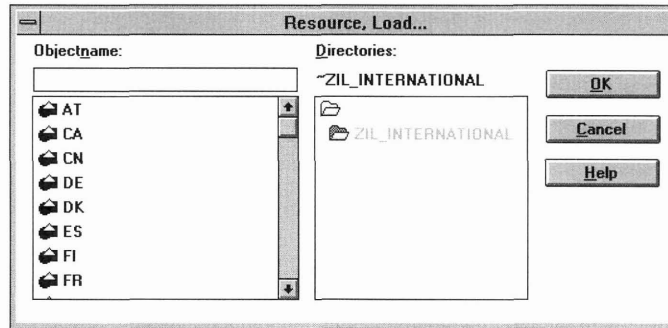 Resource, Load...
Objectname:
AT
CA
CN
DE
DK
ES
FI
FR
Directories:
~ZIL_INTERNATIONAL
ZIL_INTERNATIONAL
OK
Cancel
Help